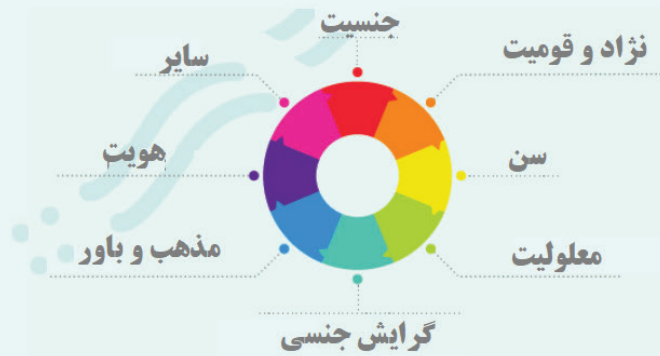 جنسیت
نژاد و قومیت
سن
معلولیت
گرایش جنسی
مذهب و باور
هویت
سایر